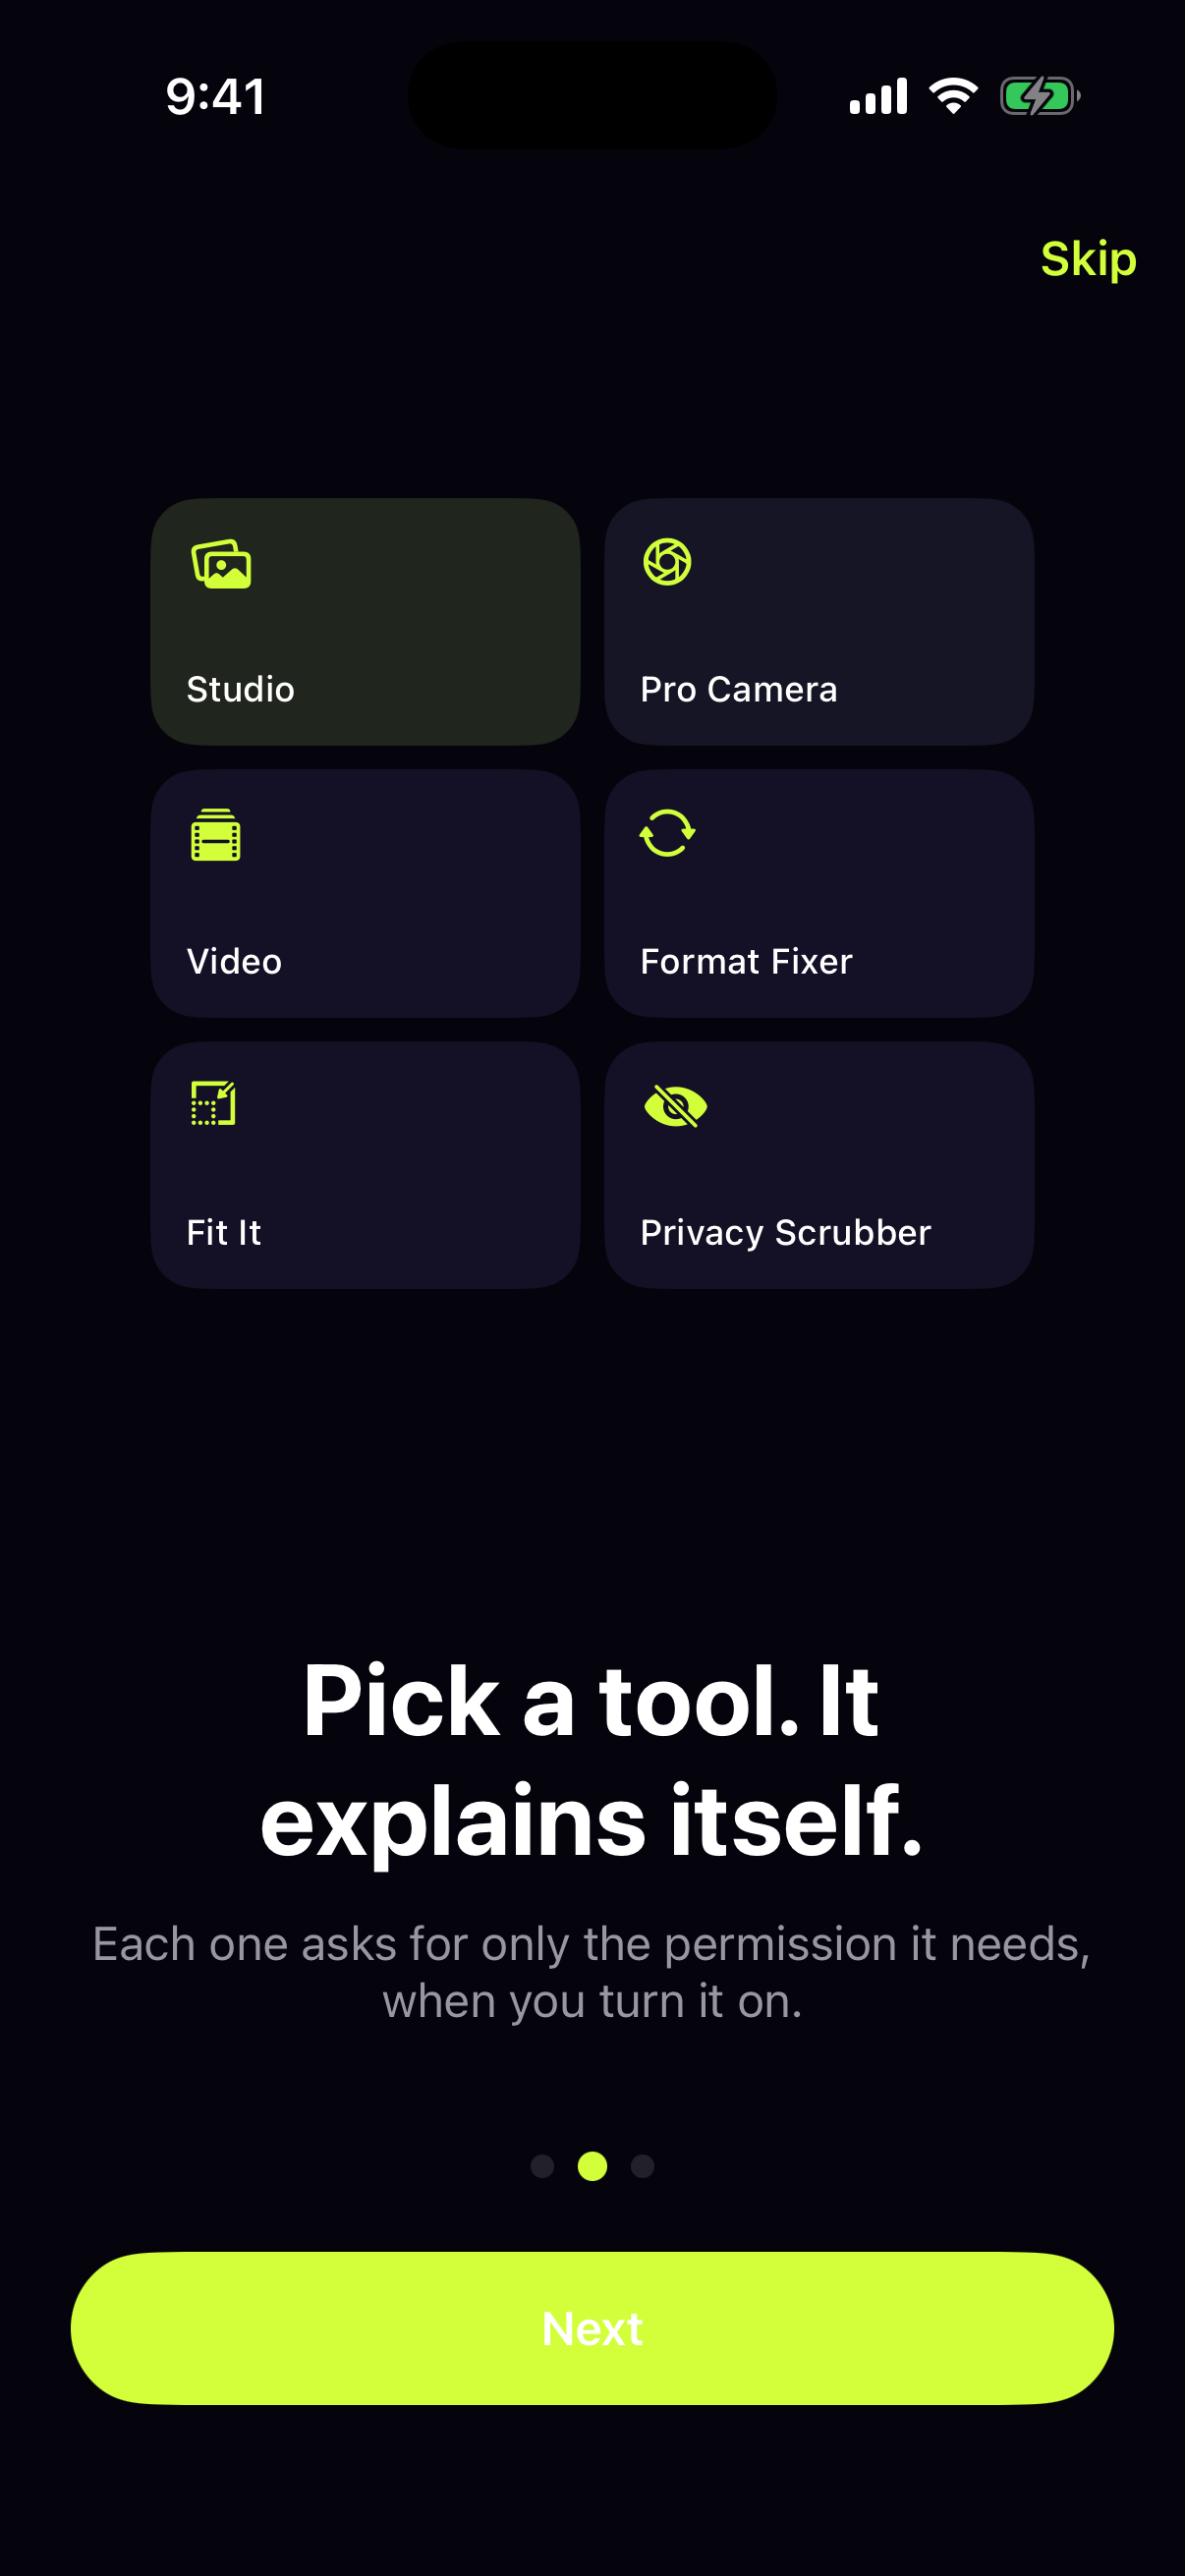 9:41
Skip
Studio
Pro Camera
Video
Format Fixer
Fit It
Privacy Scrubber
Pick a tool. It
explains itself.
Each one asks for only the permission it needs,
when you turn it on.
Next